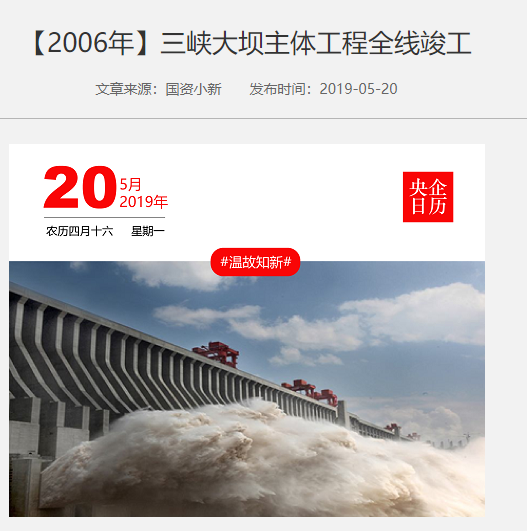 【2006年】三峡大坝主体工程全线竣工
文章来源：国资小新 发布时间：2019-05-20
20
5月
2019年
农历四月十六 星期一
央企
日历
#温故知新#